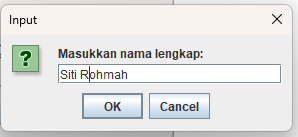 Input
Masukkan nama lengkap:
Siti Rohmah
OK Cancel